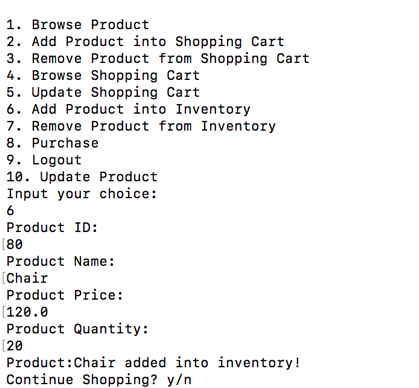 1. Browse Product
2. Add Product into Shopping Cart
3. Remove Product from Shopping Cart
4. Browse Shopping Cart
5. Update Shopping Cart
6. Add Product into Inventory
7. Remove Product from Inventory
8. Purchase
9. Logout
10. Update Product
Input your choice:
6
Product ID:
[80
Product Name:
[Chair
Product Price:
[120.0
Product Quantity:
[20
Product:Chair added into inventory!
Continue Shopping? y/n